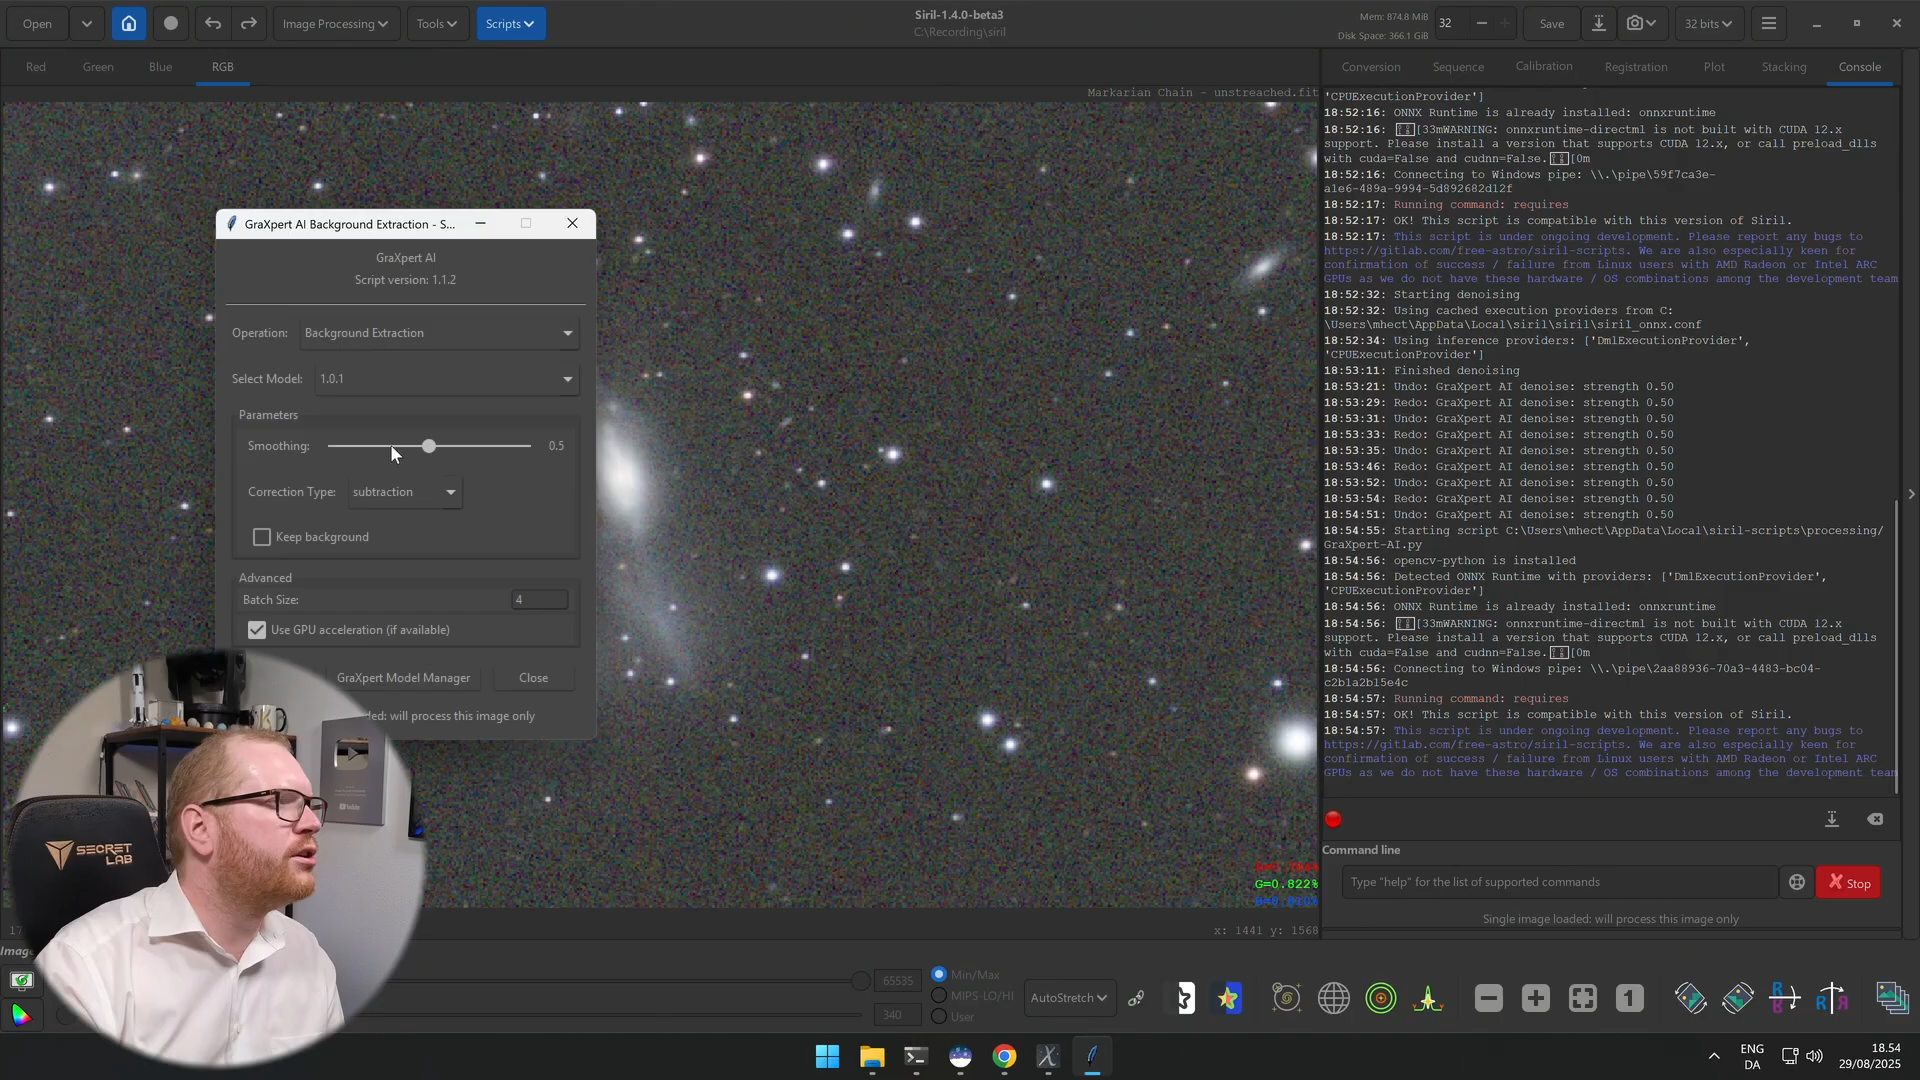 Open
Image Processing
Tools
Scripts
Siril-1.4.0-beta3
C:\Recording\siril
Mem: 874.8 MiB
Disk Space: 366.1 GiB
32
Save
32 bits
Red
Green
Blue
RGB
Conversion
Sequence
Calibration
Registration
Plot
Stacking
Console
Markarian Chain - unstreached.fit
GraXpert AI Background Extraction - S...
GraXpert AI
Script version: 1.1.2
Operation: Background Extraction
Select Model: 1.0.1
Parameters
Smoothing: 0.5
Correction Type: subtraction
Keep background
Advanced
Batch Size: 4
Use GPU acceleration (if available)
GraXpert Model Manager
Close
will process this image only
'CPUExecutionProvider']
18:52:16: ONNX Runtime is already installed: onnxruntime
18:52:16: [33mWARNING: onnxruntime-directml is not built with CUDA 12.x
support. Please install a version that supports CUDA 12.x, or call preload_dlls
with cuda=False and cudnn=False.[0m
18:52:16: Connecting to Windows pipe: \\.\pipe\59f7ca3e-
a1e6-489a-9994-5d892682d12f
18:52:17: Running command: requires
18:52:17: OK! This script is compatible with this version of Siril.
18:52:17: This script is under ongoing development. Please report any bugs to
https://gitlab.com/free-astro/siril-scripts. We are also especially keen for
confirmation of success / failure from Linux users with AMD Radeon or Intel ARC
GPUs as we do not have these hardware / OS combinations among the development team
18:52:32: Starting denoising
18:52:32: Using cached execution providers from C:
\Users\mhect\AppData\Local\siril\siril_onnx.conf
18:52:34: Using inference providers: ['DmlExecutionProvider',
'CPUExecutionProvider']
18:53:11: Finished denoising
18:53:21: Undo: GraXpert AI denoise: strength 0.50
18:53:29: Redo: GraXpert AI denoise: strength 0.50
18:53:31: Undo: GraXpert AI denoise: strength 0.50
18:53:33: Redo: GraXpert AI denoise: strength 0.50
18:53:35: Undo: GraXpert AI denoise: strength 0.50
18:53:46: Redo: GraXpert AI denoise: strength 0.50
18:53:52: Undo: GraXpert AI denoise: strength 0.50
18:53:54: Redo: GraXpert AI denoise: strength 0.50
18:54:51: Undo: GraXpert AI denoise: strength 0.50
18:54:55: Starting script C:\Users\mhect\AppData\Local\siril-scripts\processing/
GraXpert-AI.py
18:54:56: opencv-python is installed
18:54:56: Detected ONNX Runtime with providers: ['DmlExecutionProvider',
'CPUExecutionProvider']
18:54:56: ONNX Runtime is already installed: onnxruntime
18:54:56: [33mWARNING: onnxruntime-directml is not built with CUDA 12.x
support. Please install a version that supports CUDA 12.x, or call preload_dlls
with cuda=False and cudnn=False.[0m
18:54:56: Connecting to Windows pipe: \\.\pipe\2aa88936-70a3-4483-bc04-
c2b1a2b15e4c
18:54:57: Running command: requires
18:54:57: OK! This script is compatible with this version of Siril.
18:54:57: This script is under ongoing development. Please report any bugs to
https://gitlab.com/free-astro/siril-scripts. We are also especially keen for
confirmation of success / failure from Linux users with AMD Radeon or Intel ARC
GPUs as we do not have these hardware / OS combinations among the development team
Command line
Type "help" for the list of supported commands
Stop
Single image loaded: will process this image only
G=0.822%
x: 1441 y: 1568
SECRET
LAB
YouTube
65535
340
Min/Max
MIPS-LO/HI
User
AutoStretch
1
R R
R R
ENG
DA
18.54
29/08/2025